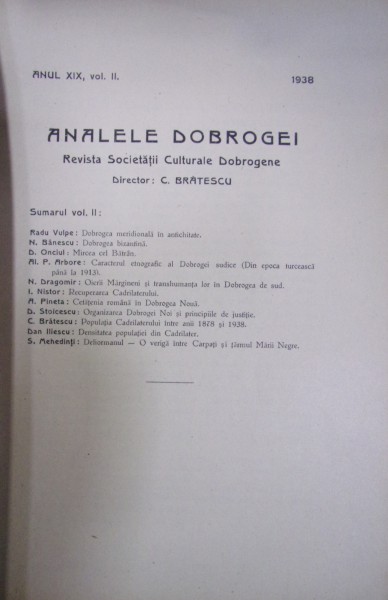 ANUL XIX, vol. II. 1938
ANALELE DOBROGEI
Revista Societății Culturale Dobrogene
Director: C. BRĂTESCU
Sumarul vol. II:
Radu Vulpe: Dobrogea meridională în antichitate.
N. Bănescu: Dobrogea bizantină.
D. Onciul: Mircea cel Bătrân.
Al. P. Arbore: Caracterul etnografic al Dobrogei sudice (Din epoca turcească
până la 1913).
N. Dragomir: Oierii Mărgineni și transhumanța lor în Dobrogea de sud.
I. Nistor: Recuperarea Cadrilaterului.
A. Pineta: Cetățenia română în Dobrogea Nouă.
D. Stoicescu: Organizarea Dobrogei Noi și principiile de justiție.
C. Brătescu: Populația Cadrilaterului între anii 1878 și 1938.
Dan Iliescu: Densitatea populației din Cadrilater.
S. Mehedinți: Deliormanul — O verigă între Carpați și țărmul Mării Negre.